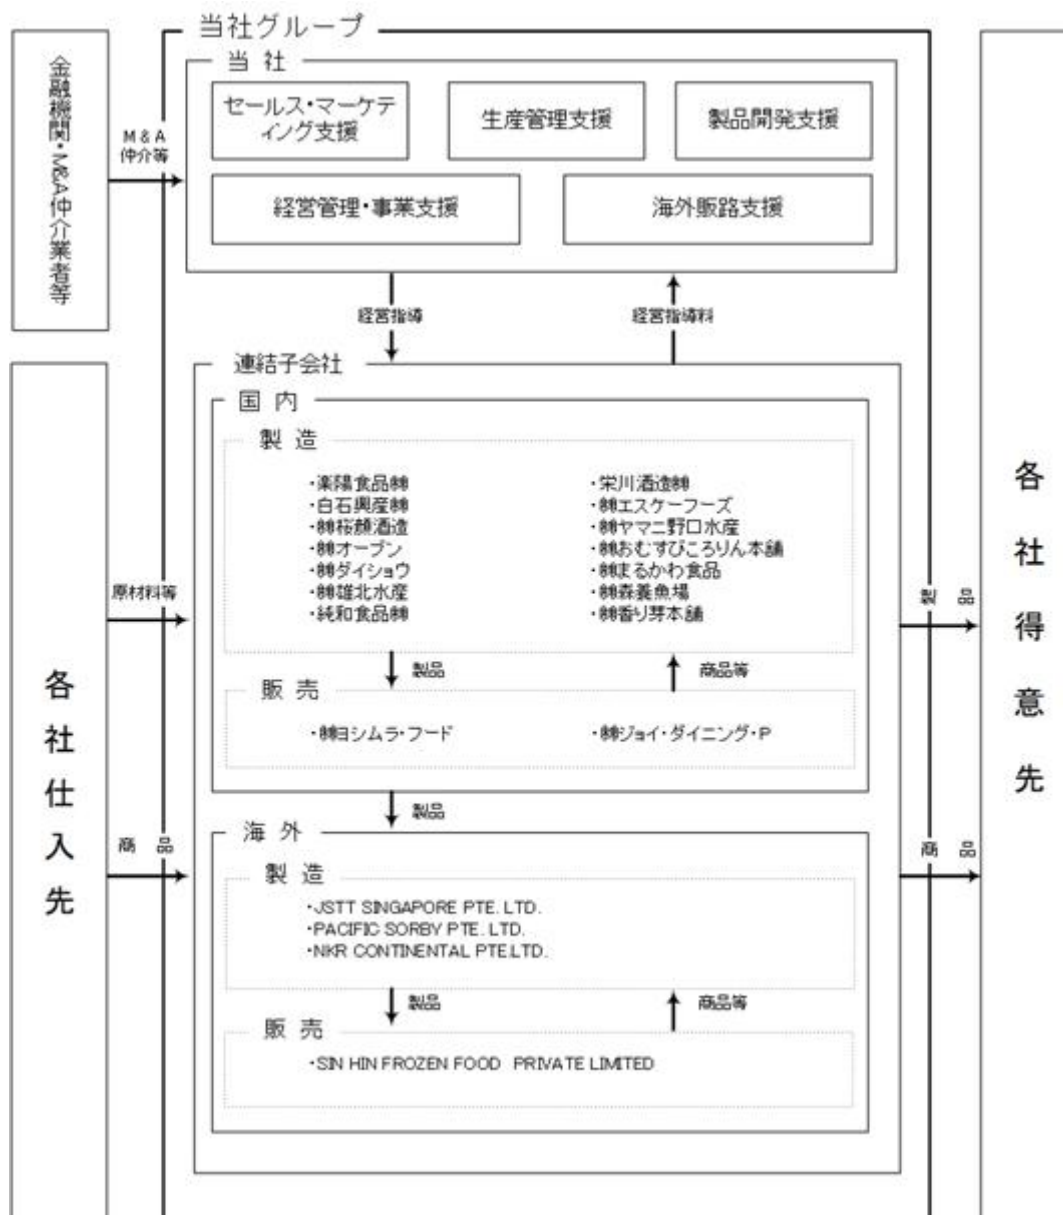 当社グループ
当社
セールス・マーケテ
ィング支援
生産管理支援
製品開発支援
経営管理・事業支援
海外販路支援
金融機関・M&A仲介業者等
M&A
仲介等
経営指導
経営指導料
連結子会社
国内
製造
・楽陽食品㈱
・白石興産㈱
・㈱桜顔酒造
・㈱オーブン
・㈱ダイショウ
・㈱雄北水産
・純和食品㈱
・栄川酒造㈱
・㈱エスケーフーズ
・㈱ヤマニ野口水産
・㈱おむすびころりん本舗
・㈱まるかわ食品
・㈱森養魚場
・㈱香り芽本舗
製品
商品等
販売
・㈱ヨシムラ・フード
・㈱ジョイ・ダイニング・P
製品
海外
製造
・JSTT SINGAPORE PTE. LTD.
・PACIFIC SORBY PTE. LTD.
・NKR CONTINENTAL PTE.LTD.
製品
商品等
販売
・SIN HIN FROZEN FOOD PRIVATE LIMITED
各社仕入先
原材料等
商品
製品
商品
各社得意先